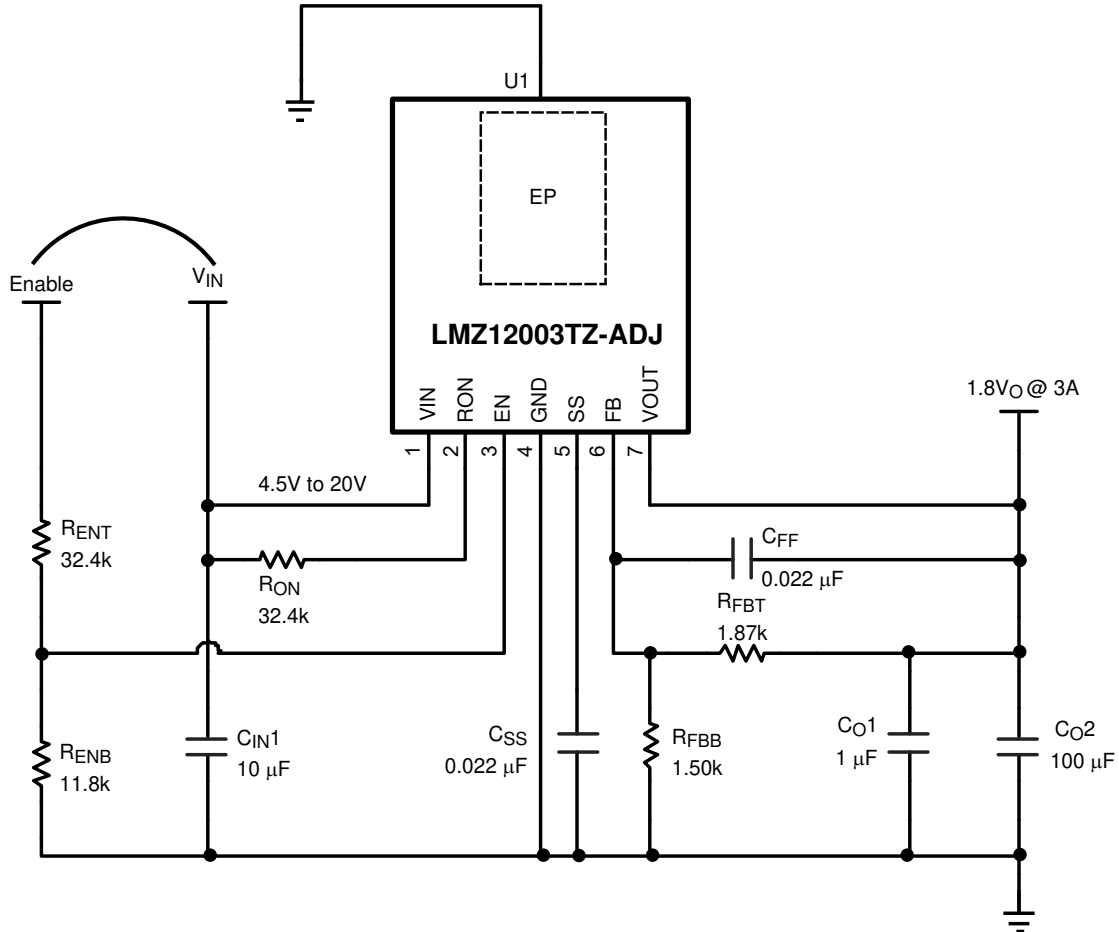 U1
EP
LMZ12003TZ-ADJ
VIN
RON
EN
GND
SS
FB
VOUT
1
2
3
4
5
6
7
Enable
VIN
4.5V to 20V
1.8VO @ 3A
RENT
32.4k
RON
32.4k
CFF
0.022 μF
RFBT
1.87k
RENB
11.8k
CIN1
10 μF
CSS
0.022 μF
RFBB
1.50k
CO1
1 μF
CO2
100 μF